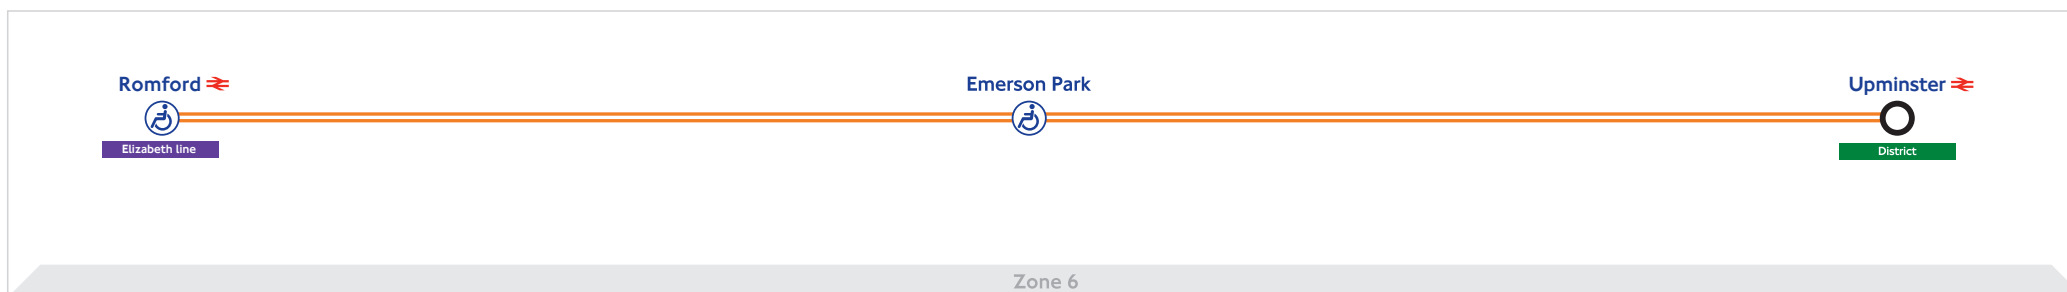 Romford
Emerson Park
Upminster
Elizabeth line
District
Zone 6